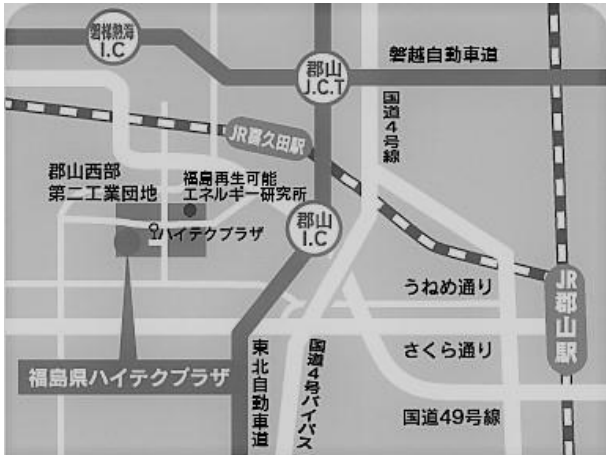 磐梯熱海
I.C
郡山
J.C.T
磐越自動車道
国道4号線
JR喜久田駅
郡山西部
第二工業団地
福島再生可能
エネルギー研究所
ハイテクプラザ
郡山
I.C
うねめ通り
JR郡山駅
さくら通り
福島県ハイテクプラザ
東北自動車道
国道4号バイパス
国道49号線